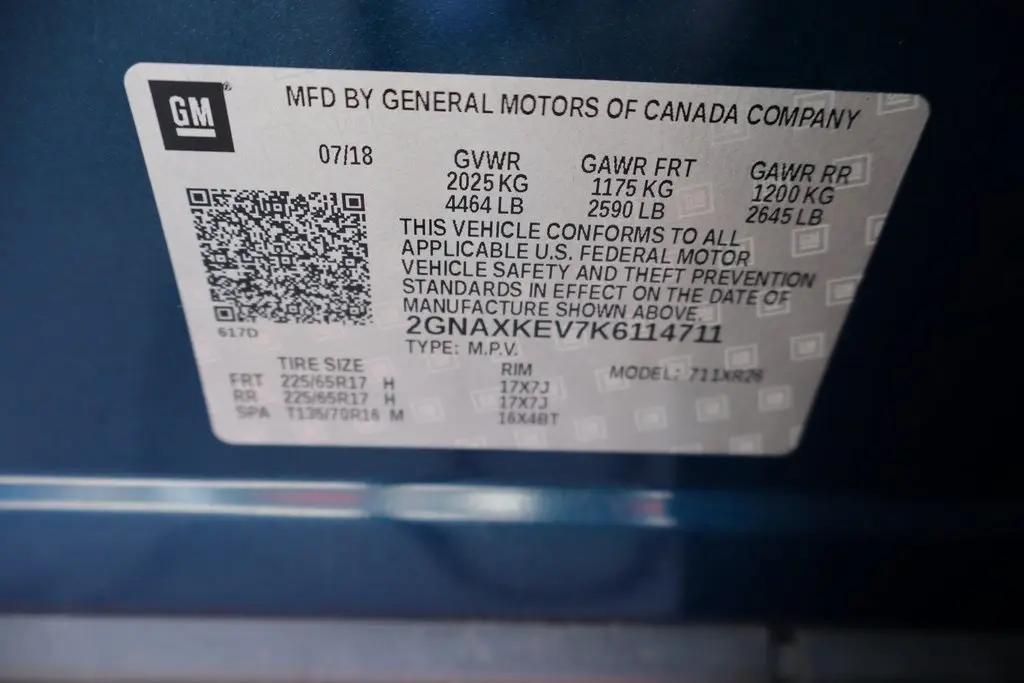 GM
MFD BY GENERAL MOTORS OF CANADA COMPANY
07/18
GVWR GAWR FRT GAWR RR
2025 KG 1175 KG 1200 KG
4464 LB 2590 LB 2645 LB
THIS VEHICLE CONFORMS TO ALL
APPLICABLE U.S. FEDERAL MOTOR
VEHICLE SAFETY AND THEFT PREVENTION
STANDARDS IN EFFECT ON THE DATE OF
MANUFACTURE SHOWN ABOVE.
2GNAXKEV7K6114711
617D
TYPE: M.P.V.
TIRE SIZE RIM MODEL: 711XR26
FRT 225/65R17 H 17X7J
RR 225/65R17 H 17X7J
SPA T135/70R16 M 16X4BT